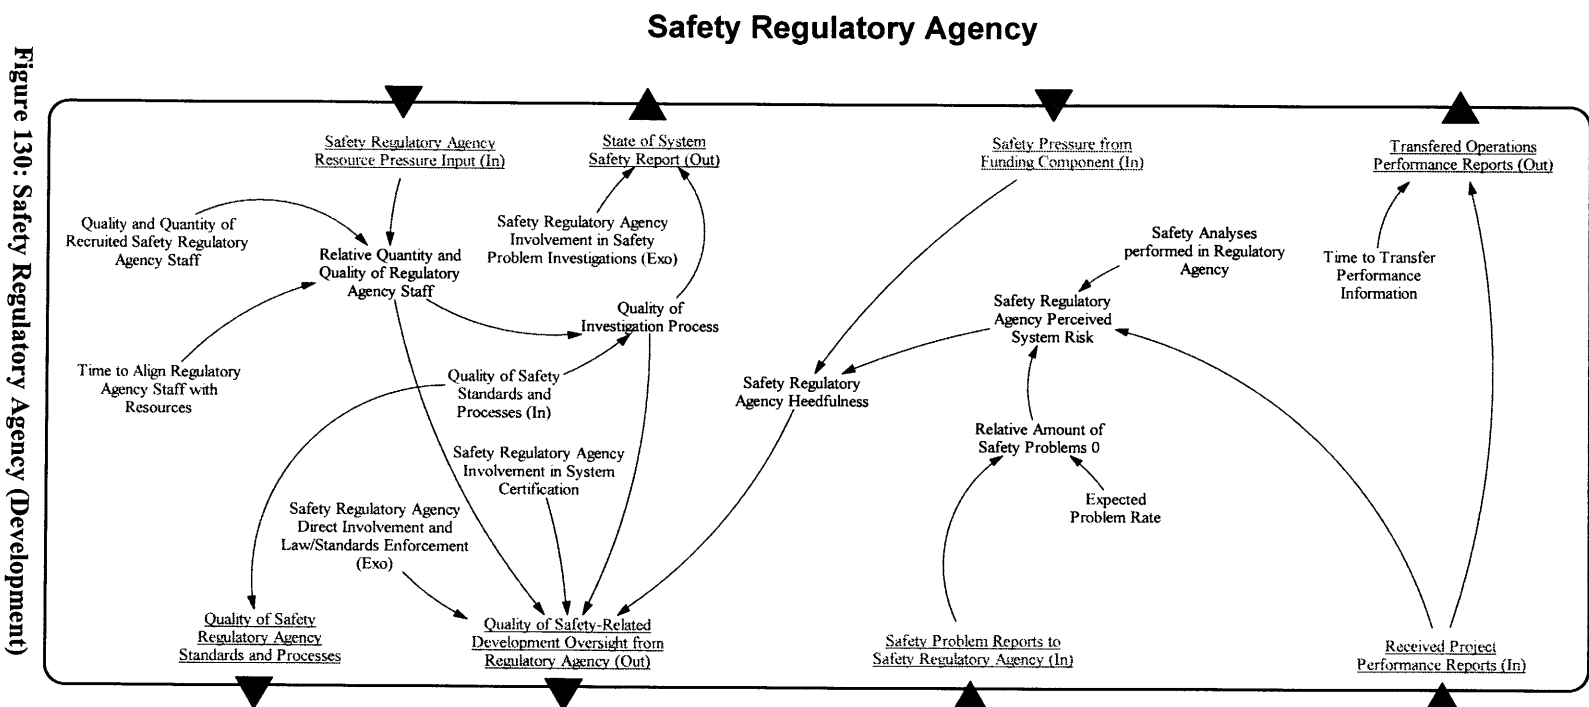 Safety Regulatory Agency
Figure 130: Safety Regulatory Agency (Development)
Safety Regulatory Agency
Resource Pressure Input (In)
State of System
Safety Report (Out)
Safety Pressure from
Funding Component (In)
Transfered Operations
Performance Reports (Out)
Quality and Quantity of
Recruited Safety Regulatory
Agency Staff
Relative Quantity and
Quality of Regulatory
Agency Staff
Safety Regulatory Agency
Involvement in Safety
Problem Investigations (Exo)
Safety Analyses
performed in Regulatory
Agency
Time to Transfer
Performance
Information
Quality of
Investigation Process
Safety Regulatory
Agency Perceived
System Risk
Time to Align Regulatory
Agency Staff with
Resources
Quality of Safety
Standards and
Processes (In)
Safety Regulatory
Agency Heedfulness
Relative Amount of
Safety Problems 0
Safety Regulatory Agency
Involvement in System
Certification
Expected
Problem Rate
Safety Regulatory Agency
Direct Involvement and
Law/Standards Enforcement
(Exo)
Quality of Safety
Regulatory Agency
Standards and Processes
Quality of Safety-Related
Development Oversight from
Regulatory Agency (Out)
Safety Problem Reports to
Safety Regulatory Agency (In)
Received Project
Performance Reports (In)